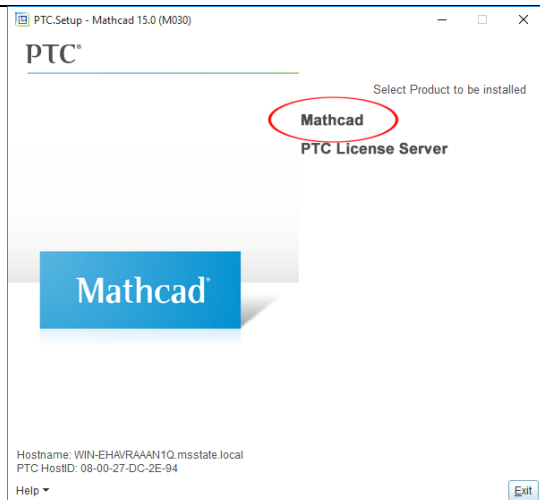 PTC.Setup - Mathcad 15.0 (M030)
PTC®
Select Product to be installed
Mathcad
PTC License Server
Mathcad®
Hostname: WIN-EHAVRAAAN1Q.msstate.local
PTC HostID: 08-00-27-DC-2E-94
Help
Exit